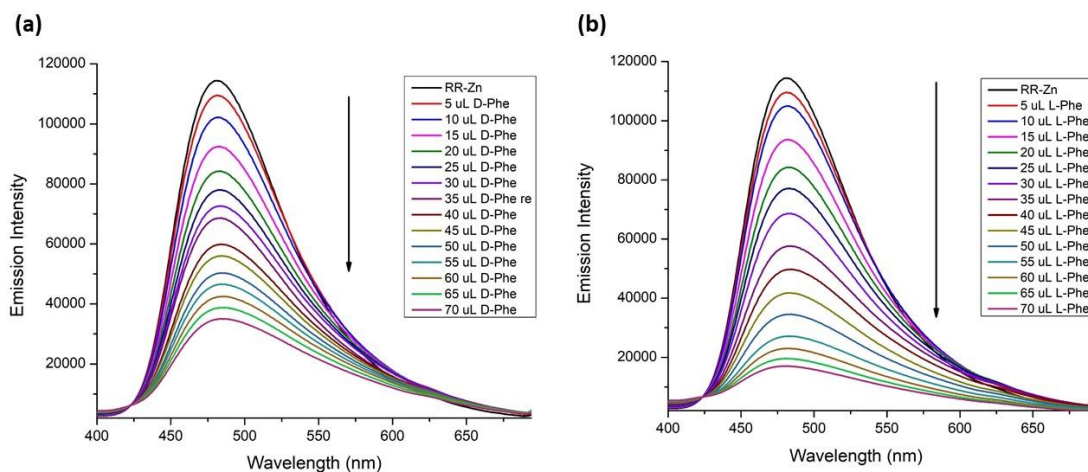 (a)
120000
100000
80000
60000
40000
20000
400
450
500
550
600
650
Emission Intensity
Wavelength (nm)
RR-Zn
5 uL D-Phe
10 uL D-Phe
15 uL D-Phe
20 uL D-Phe
25 uL D-Phe
30 uL D-Phe
35 uL D-Phe re
40 uL D-Phe
45 uL D-Phe
50 uL D-Phe
55 uL D-Phe
60 uL D-Phe
65 uL D-Phe
70 uL D-Phe
(b)
120000
100000
80000
60000
40000
20000
400
450
500
550
600
650
Emission Intensity
Wavelength (nm)
RR-Zn
5 uL L-Phe
10 uL L-Phe
15 uL L-Phe
20 uL L-Phe
25 uL L-Phe
30 uL L-Phe
35 uL L-Phe
40 uL L-Phe
45 uL L-Phe
50 uL L-Phe
55 uL L-Phe
60 uL L-Phe
65 uL L-Phe
70 uL L-Phe